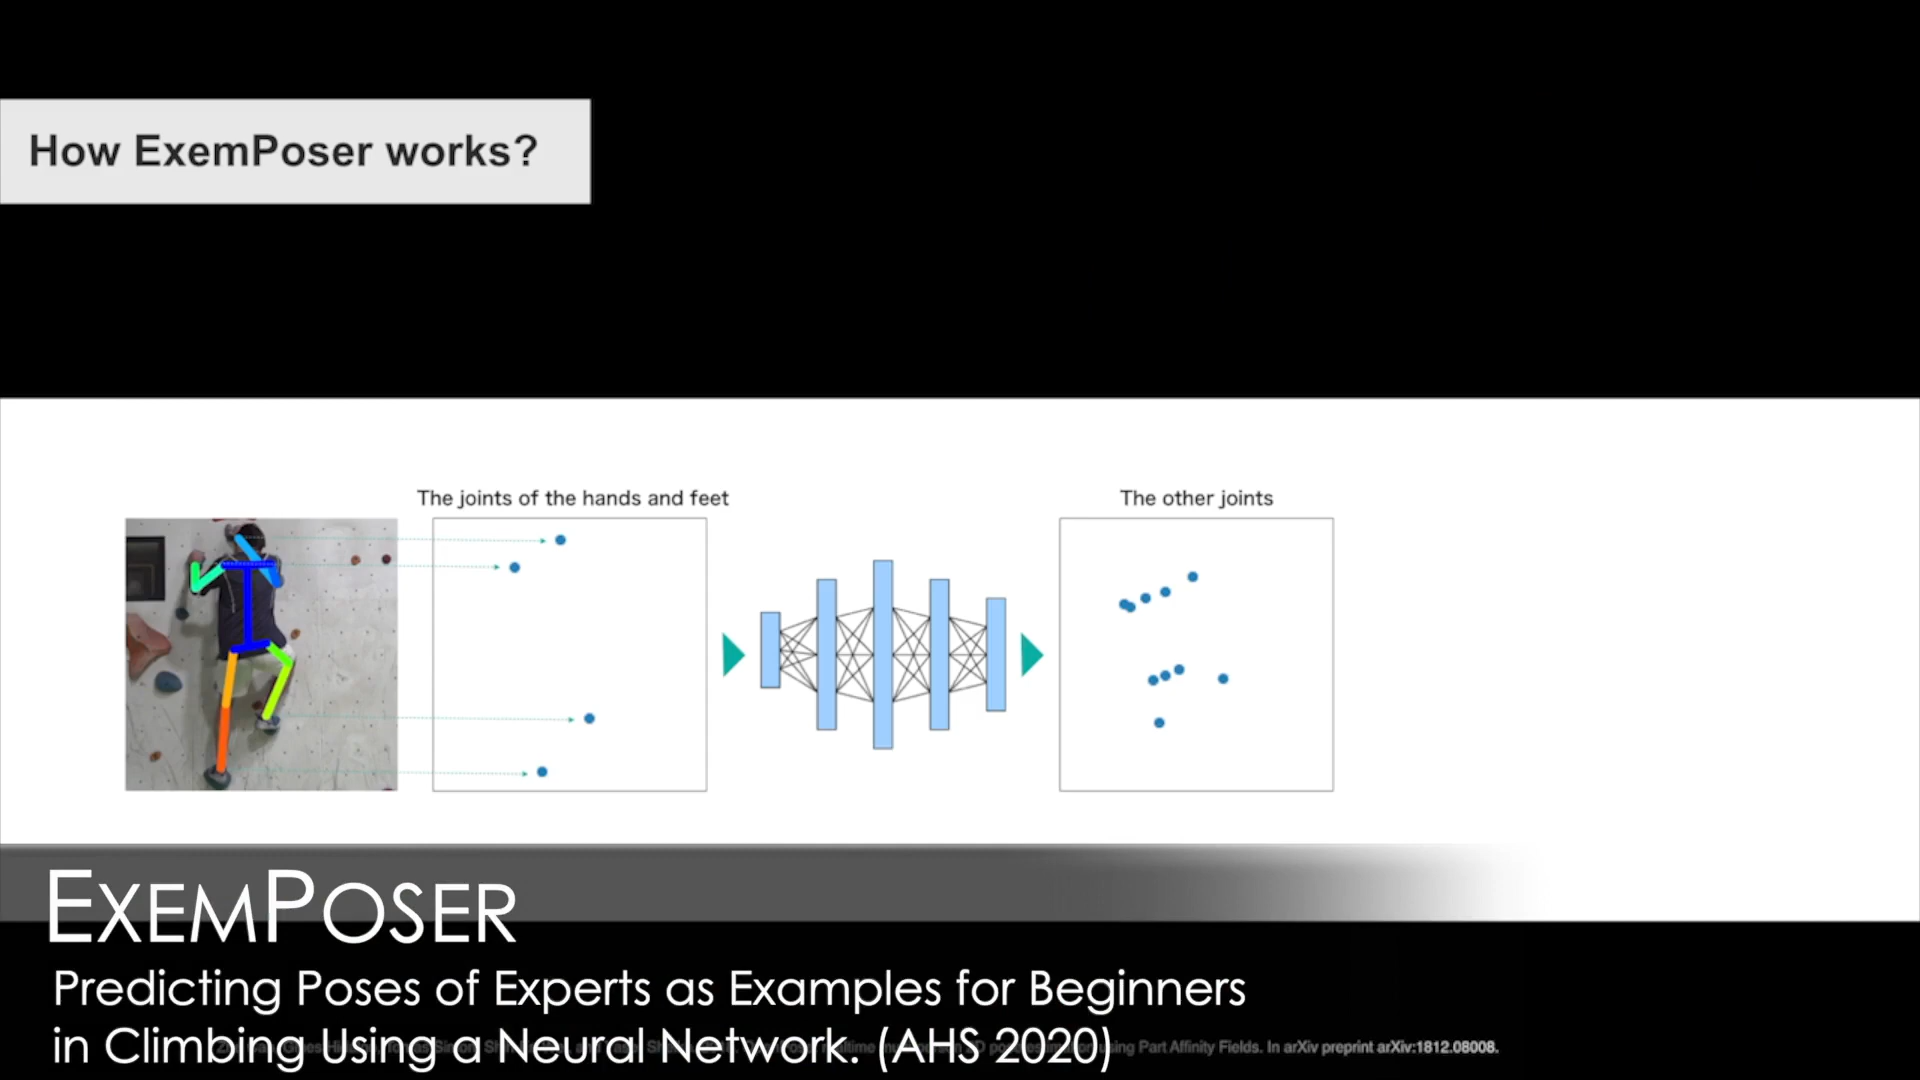 How ExemPoser works?
The joints of the hands and feet
The other joints
EXEMPOSER
Predicting Poses of Experts as Examples for Beginners
in Climbing Using a Neural Network. (AHS 2020)
using Part Affinity Fields. In arXiv preprint arXiv:1812.08008.